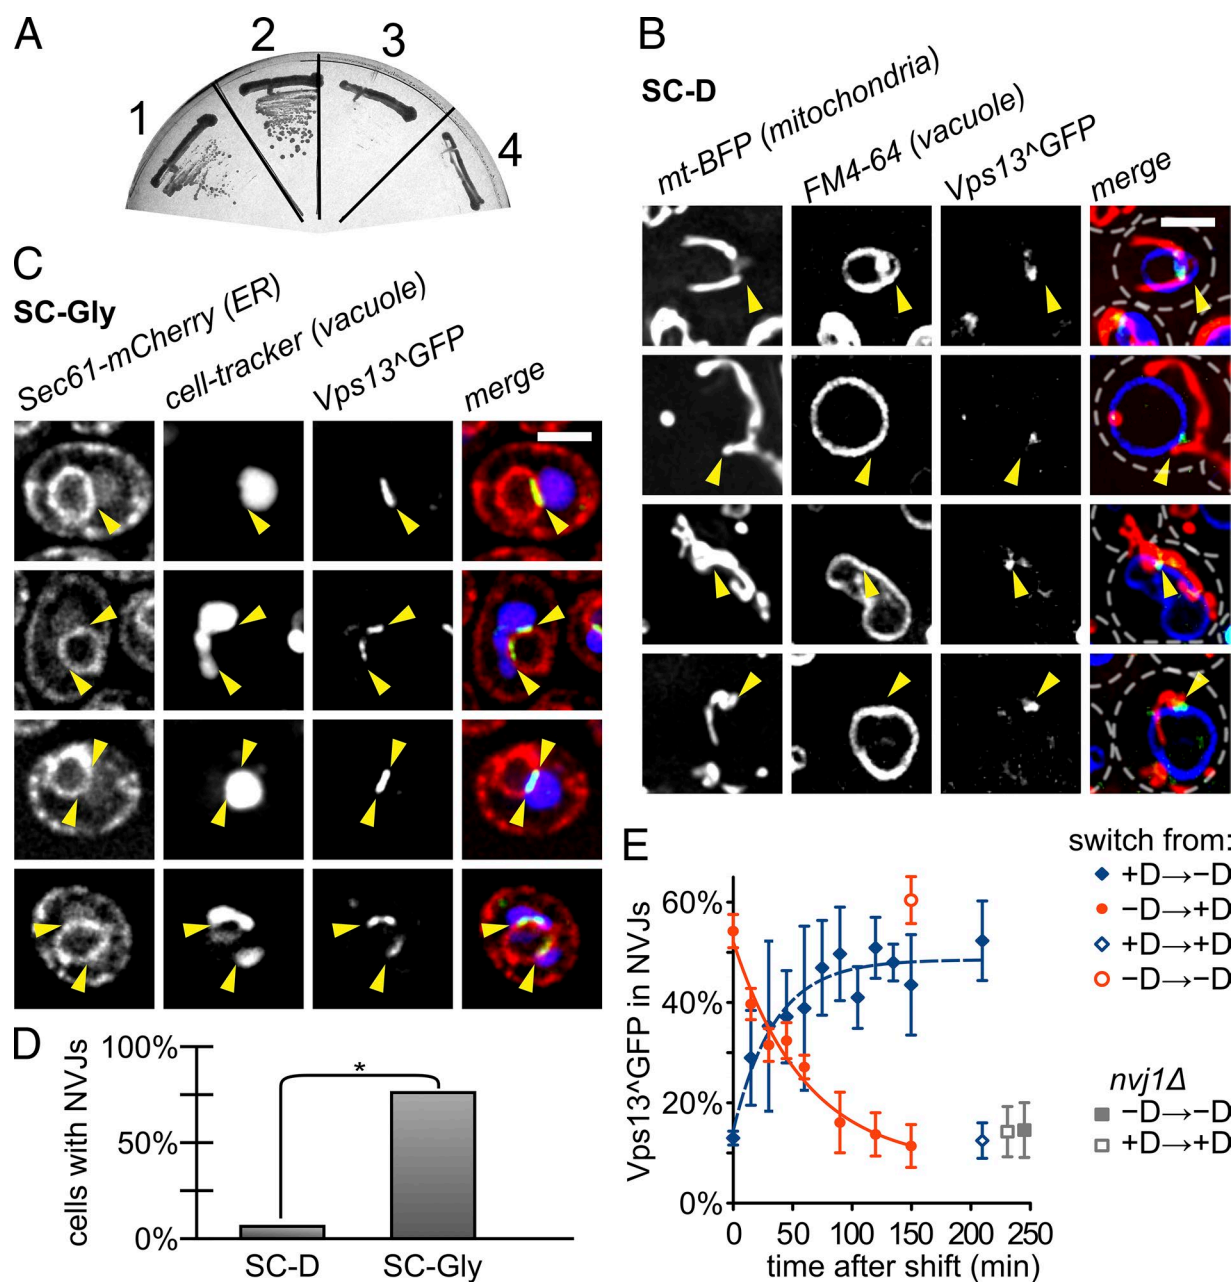 A
1
2
3
4
B
SC-D
mt-BFP (mitochondria)
FM4-64 (vacuole)
Vps13^GFP
merge
C
SC-Gly
Sec61-mCherry (ER)
cell-tracker (vacuole)
Vps13^GFP
merge
D
cells with NVJs
100%
50%
0%
SC-D
SC-Gly
*
E
Vps13^GFP in NVJs
60%
40%
20%
0%
0 50 100 150 200 250
time after shift (min)
switch from:
+D→−D
−D→+D
+D→+D
−D→−D
nvj1Δ
−D→−D
+D→+D